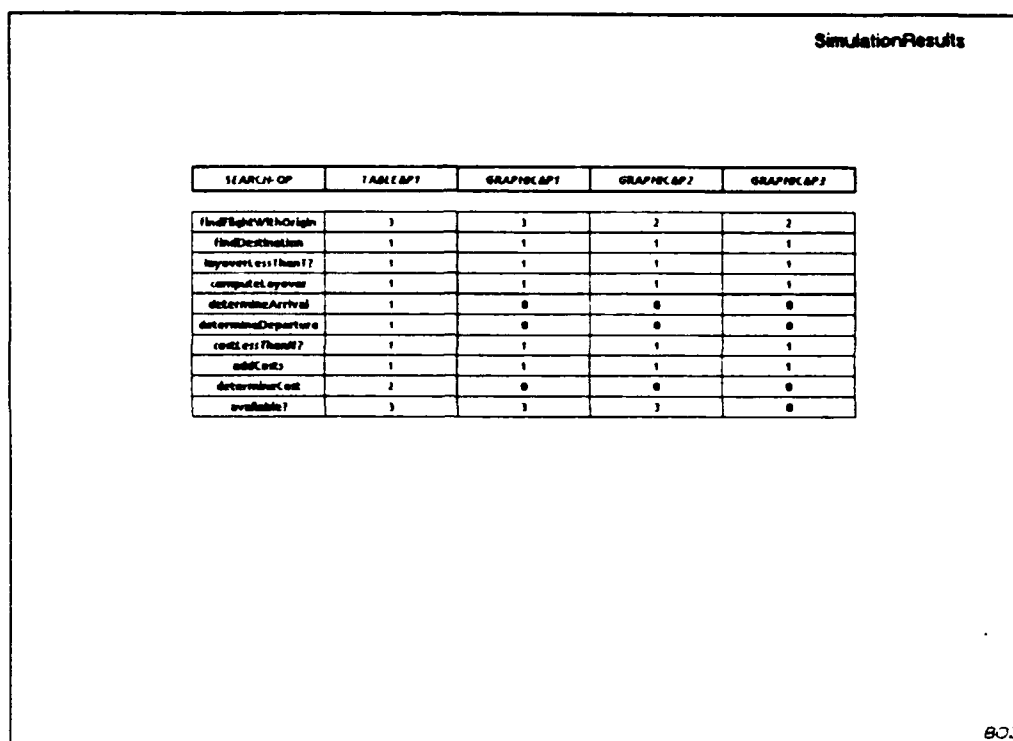 SimulationResults
SEARCH-OP TABLE&P1 GRAPHIC&P1 GRAPHIC&P2 GRAPHIC&P3
findFlightWithOrigin 3 3 2 2
findDestination 1 1 1 1
layoverLessThanT? 1 1 1 1
computeLayover 1 1 1 1
determineArrival 1 0 0 0
determineDeparture 1 0 0 0
costLessThanN? 1 1 1 1
addCosts 1 1 1 1
determineCost 2 0 0 0
available? 3 3 3 0